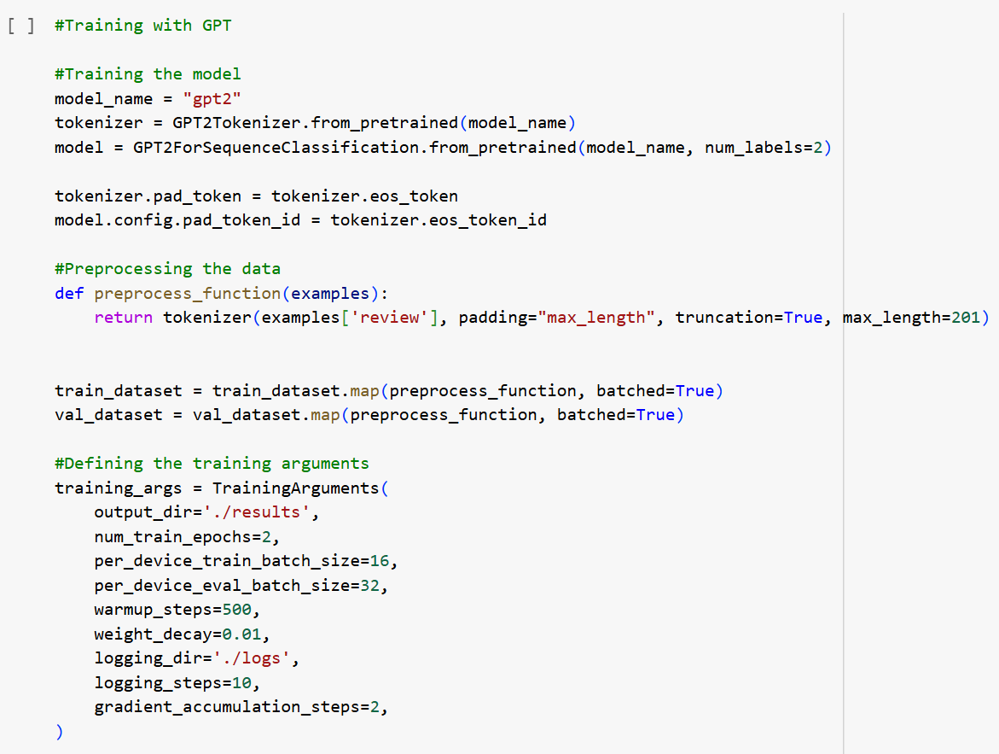 [ ] #Training with GPT
#Training the model
model_name = "gpt2"
tokenizer = GPT2Tokenizer.from_pretrained(model_name)
model = GPT2ForSequenceClassification.from_pretrained(model_name, num_labels=2)
tokenizer.pad_token = tokenizer.eos_token
model.config.pad_token_id = tokenizer.eos_token_id
#Preprocessing the data
def preprocess_function(examples):
    return tokenizer(examples['review'], padding="max_length", truncation=True, max_length=201)
train_dataset = train_dataset.map(preprocess_function, batched=True)
val_dataset = val_dataset.map(preprocess_function, batched=True)
#Defining the training arguments
training_args = TrainingArguments(
    output_dir='./results',
    num_train_epochs=2,
    per_device_train_batch_size=16,
    per_device_eval_batch_size=32,
    warmup_steps=500,
    weight_decay=0.01,
    logging_dir='./logs',
    logging_steps=10,
    gradient_accumulation_steps=2,
)